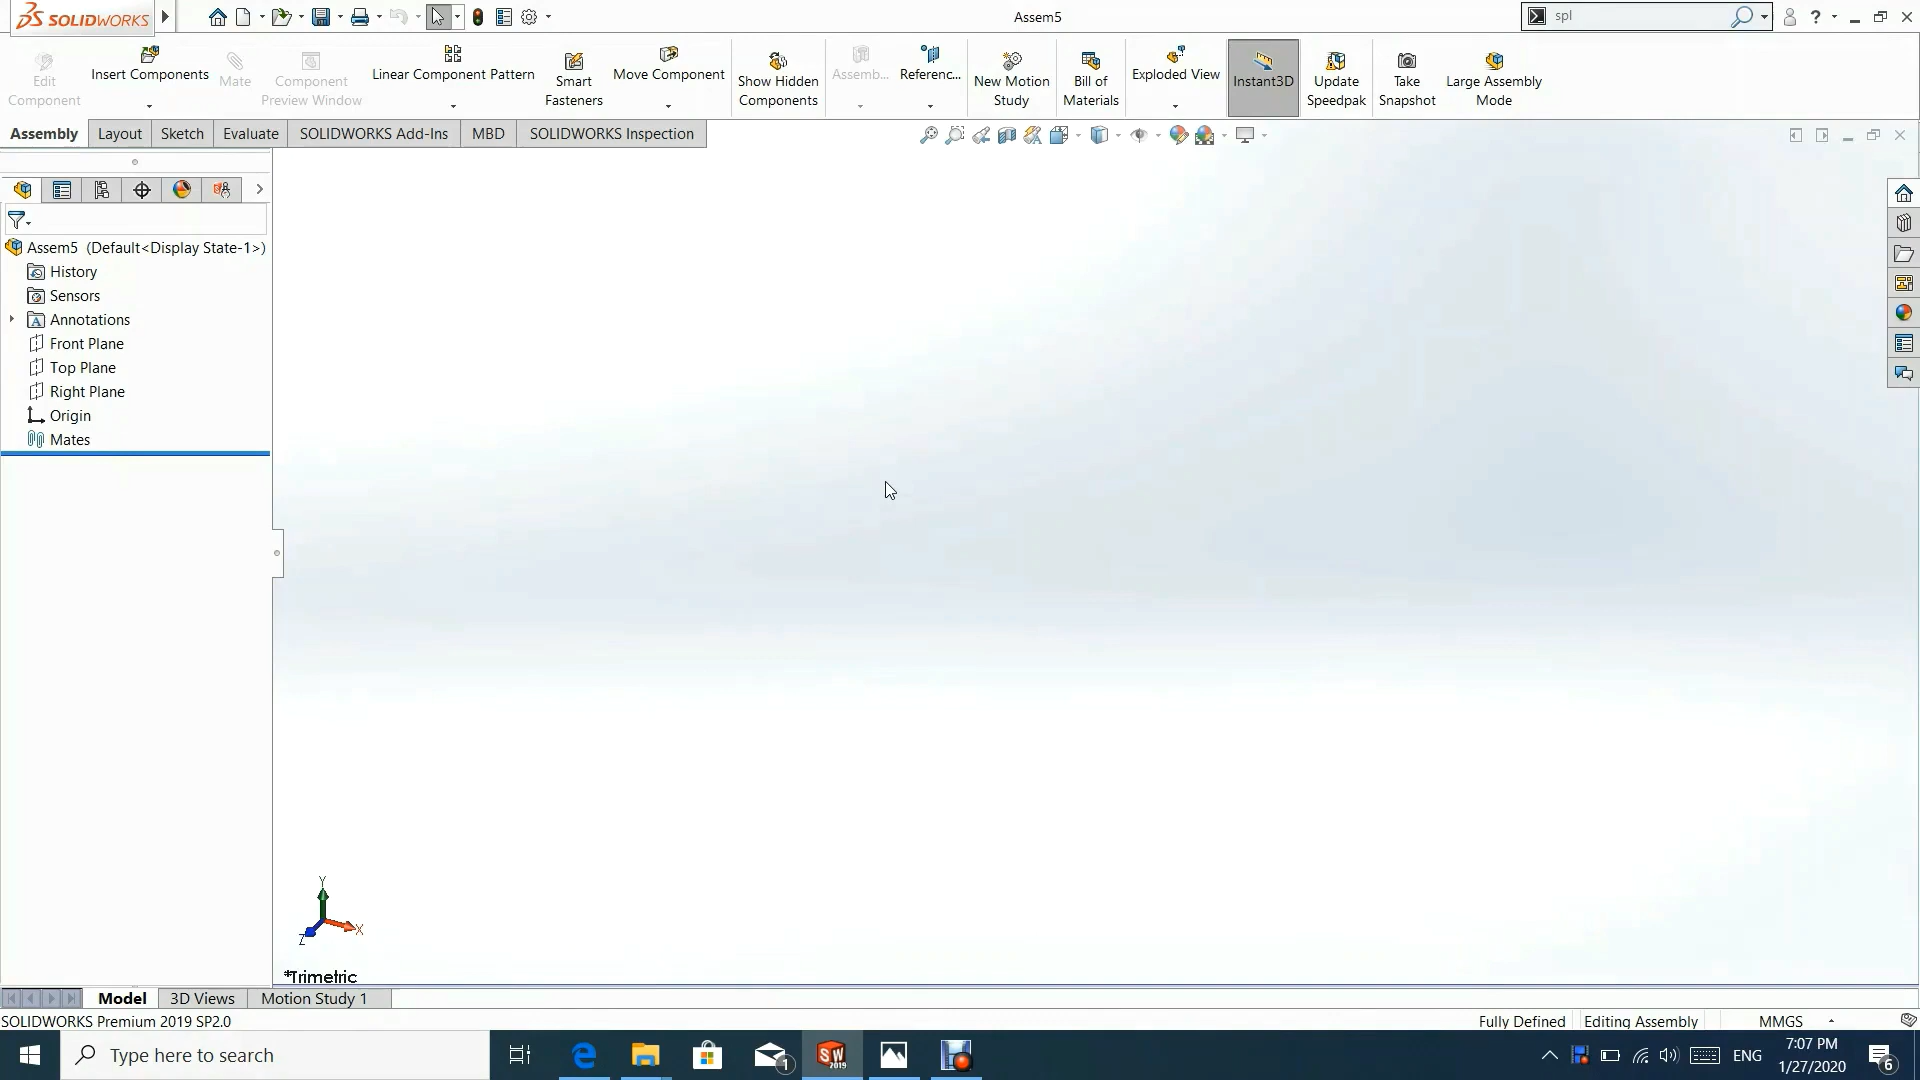 SOLIDWORKS
Assem5
spl
Edit Component
Insert Components
Mate
Component Preview Window
Linear Component Pattern
Smart Fasteners
Move Component
Show Hidden Components
Assemb...
Referenc...
New Motion Study
Bill of Materials
Exploded View
Instant3D
Update Speedpak
Take Snapshot
Large Assembly Mode
Assembly
Layout
Sketch
Evaluate
SOLIDWORKS Add-Ins
MBD
SOLIDWORKS Inspection
Assem5 (Default<Display State-1>)
History
Sensors
Annotations
Front Plane
Top Plane
Right Plane
Origin
Mates
Y
X
Z
*Trimetric
Model
3D Views
Motion Study 1
SOLIDWORKS Premium 2019 SP2.0
Fully Defined
Editing Assembly
MMGS
Type here to search
1
SW 2019
ENG
7:07 PM
1/27/2020
6